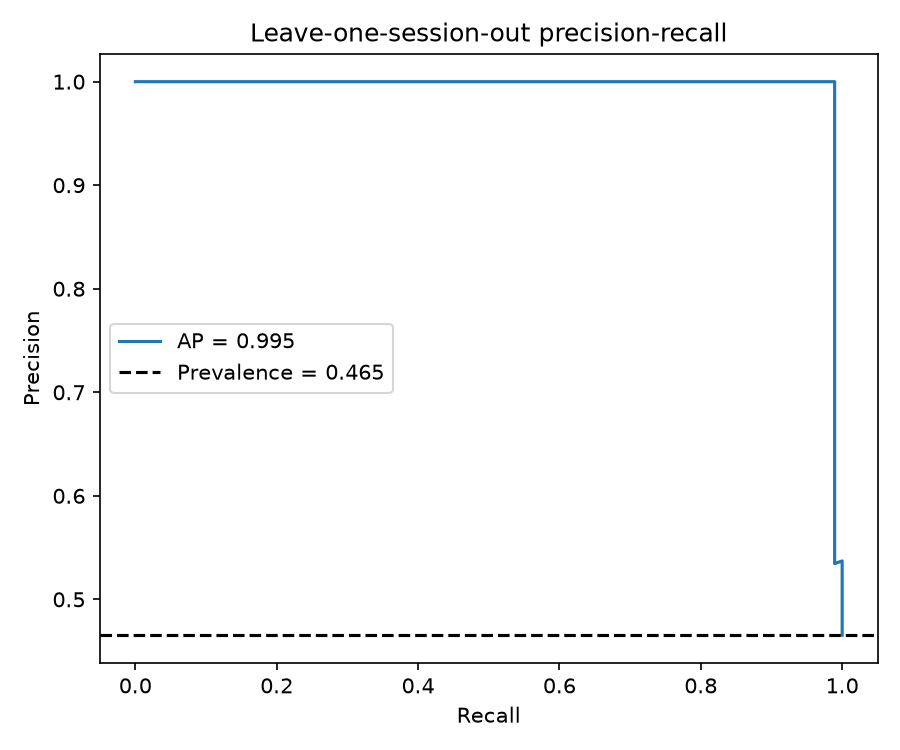 Leave-one-session-out precision-recall
1.0
0.9
0.8
0.7
0.6
0.5
Precision
AP = 0.995
Prevalence = 0.465
0.0 0.2 0.4 0.6 0.8 1.0
Recall